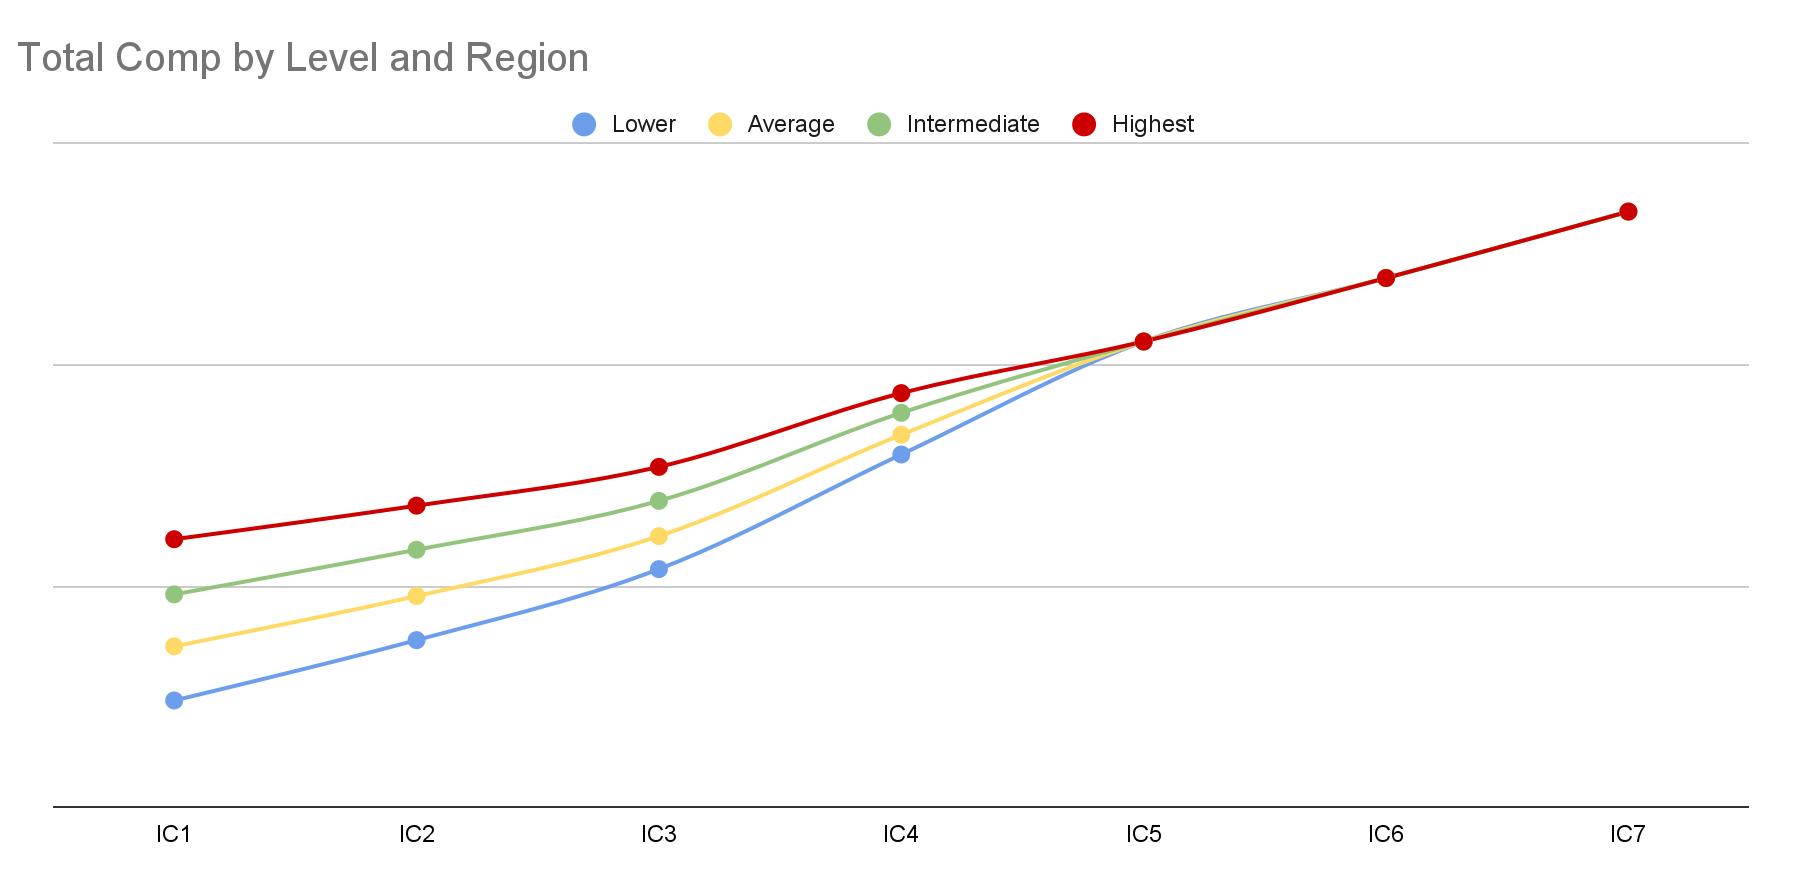 Total Comp by Level and Region
Lower Average Intermediate Highest
IC1 IC2 IC3 IC4 IC5 IC6 IC7